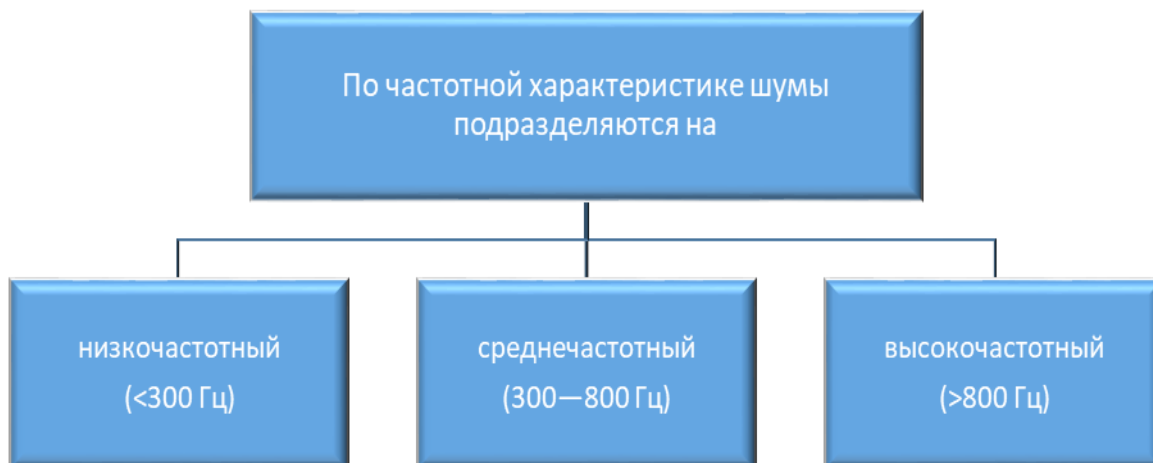 По частотной характеристике шумы
подразделяются на
низкочастотный
(<300 Гц)
среднечастотный
(300—800 Гц)
высокочастотный
(>800 Гц)